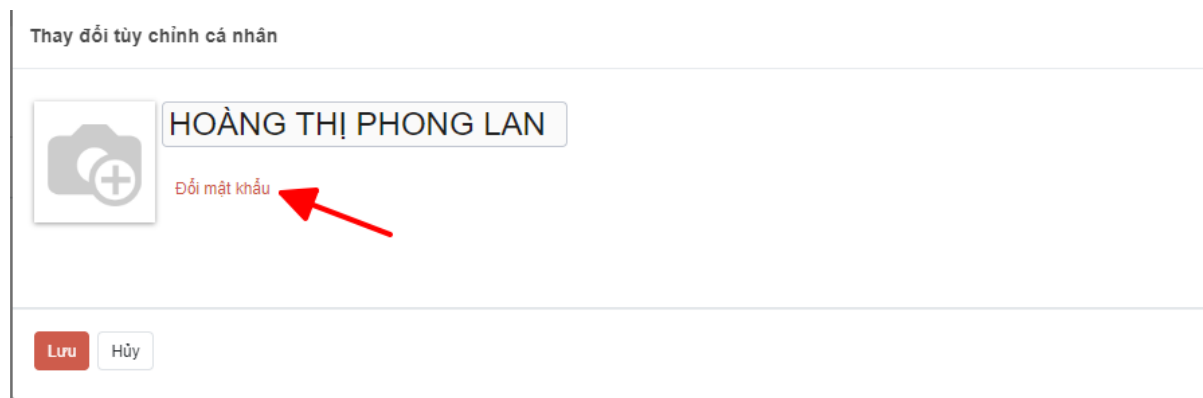 Thay đổi tùy chỉnh cá nhân
HOÀNG THỊ PHONG LAN
Đổi mật khẩu
Lưu
Hủy